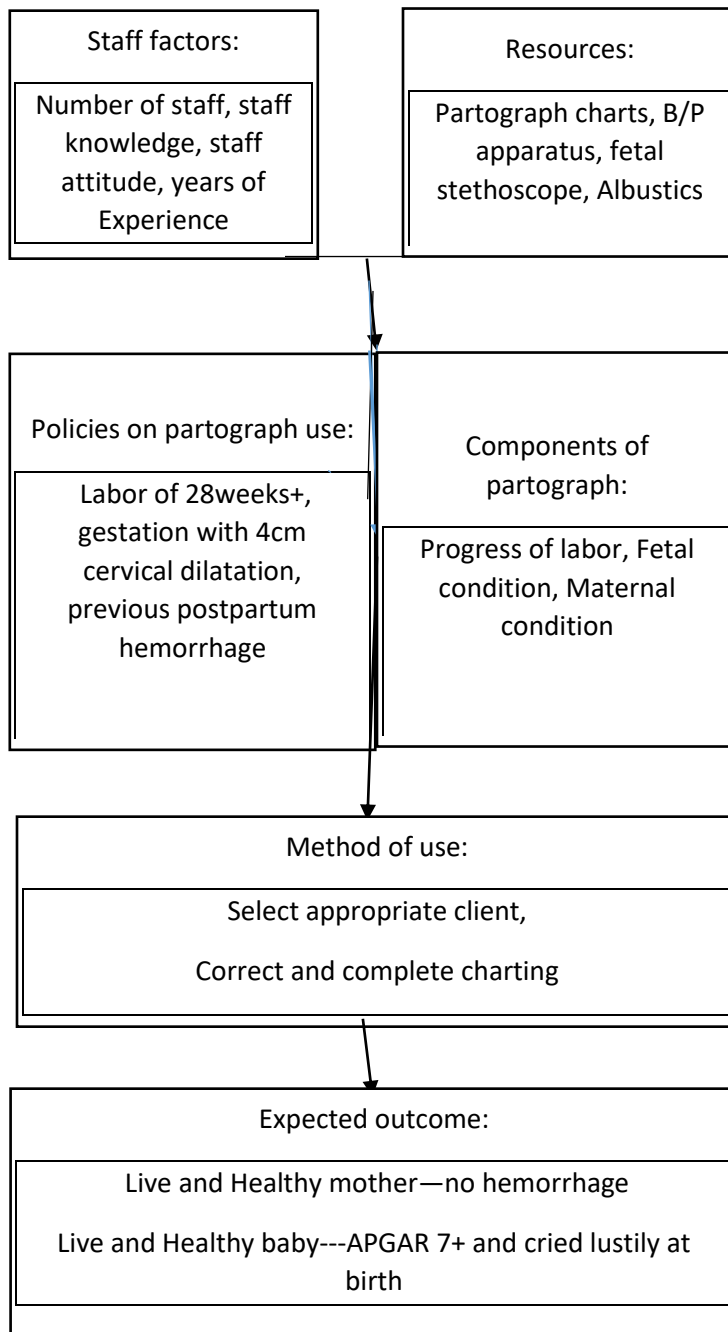 Staff factors:
Number of staff, staff
knowledge, staff
attitude, years of
Experience
Resources:
Partograph charts, B/P
apparatus, fetal
stethoscope, Albustics
Policies on partograph use:
Labor of 28weeks+,
gestation with 4cm
cervical dilatation,
previous postpartum
hemorrhage
Components of
partograph:
Progress of labor, Fetal
condition, Maternal
condition
Method of use:
Select appropriate client,
Correct and complete charting
Expected outcome:
Live and Healthy mother—no hemorrhage
Live and Healthy baby---APGAR 7+ and cried lustily at
birth